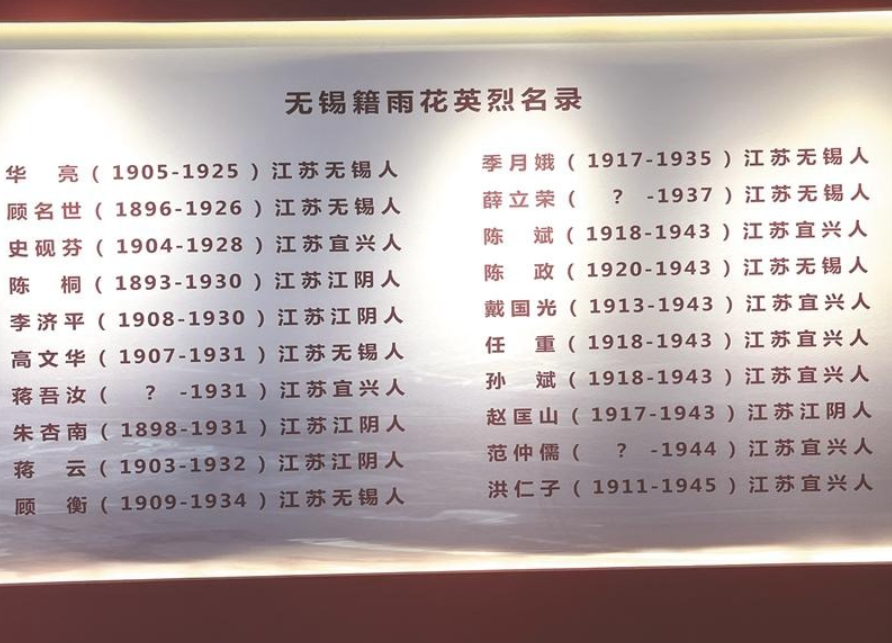 无锡籍雨花英烈名录
华 亮（1905-1925）江苏无锡人
顾名世（1896-1926）江苏无锡人
史砚芬（1904-1928）江苏宜兴人
陈 桐（1893-1930）江苏江阴人
李济平（1908-1930）江苏江阴人
高文华（1907-1931）江苏无锡人
蒋吾汝（ ? -1931）江苏宜兴人
朱杏南（1898-1931）江苏江阴人
蒋 云（1903-1932）江苏江阴人
顾 衡（1909-1934）江苏无锡人
季月娥（1917-1935）江苏无锡人
薛立荣（ ? -1937）江苏无锡人
陈 斌（1918-1943）江苏宜兴人
陈 政（1920-1943）江苏无锡人
戴国光（1913-1943）江苏宜兴人
任 重（1918-1943）江苏宜兴人
孙 斌（1918-1943）江苏宜兴人
赵匡山（1917-1943）江苏江阴人
范仲儒（ ? -1944）江苏宜兴人
洪仁子（1911-1945）江苏宜兴人